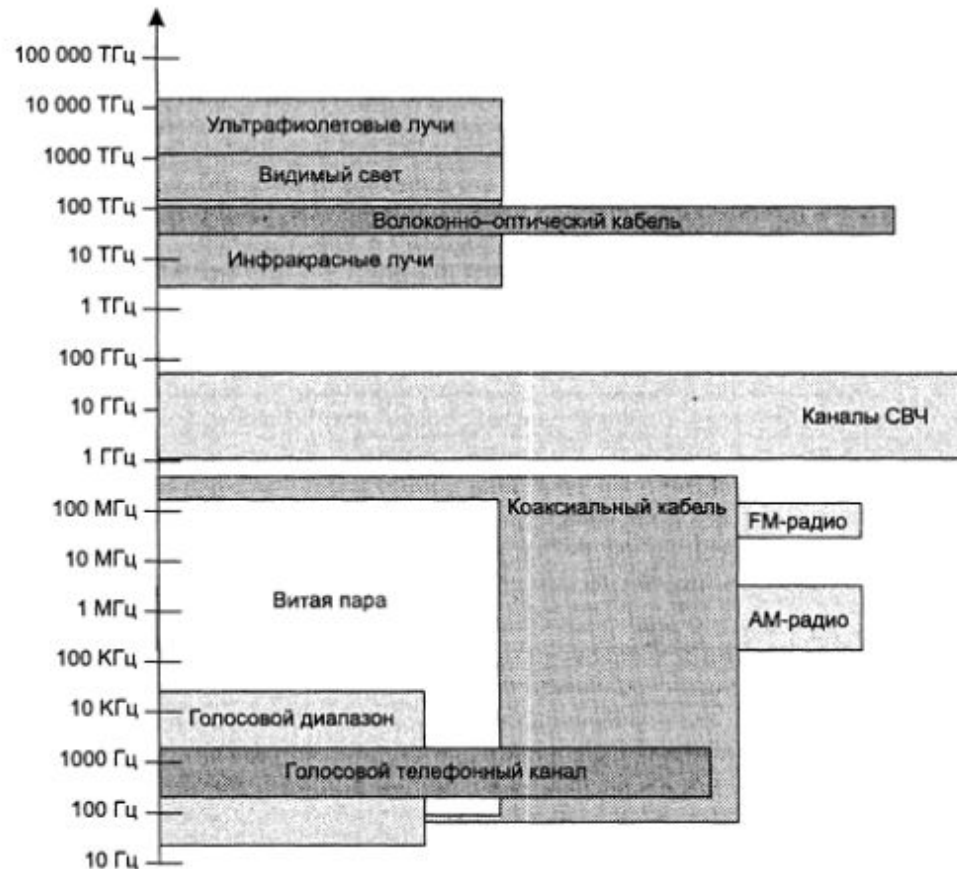 100 000 ТГц
10 000 ТГц
Ультрафиолетовые лучи
1000 ТГц
Видимый свет
100 ТГц
Волоконно-оптический кабель
10 ТГц
Инфракрасные лучи
1 ТГц
100 ГГц
10 ГГц
Каналы СВЧ
1 ГГц
100 МГц
Коаксиальный кабель
FM-радио
10 МГц
Витая пара
1 МГц
АМ-радио
100 КГц
10 КГц
Голосовой диапазон
1000 Гц
Голосовой телефонный канал
100 Гц
10 Гц